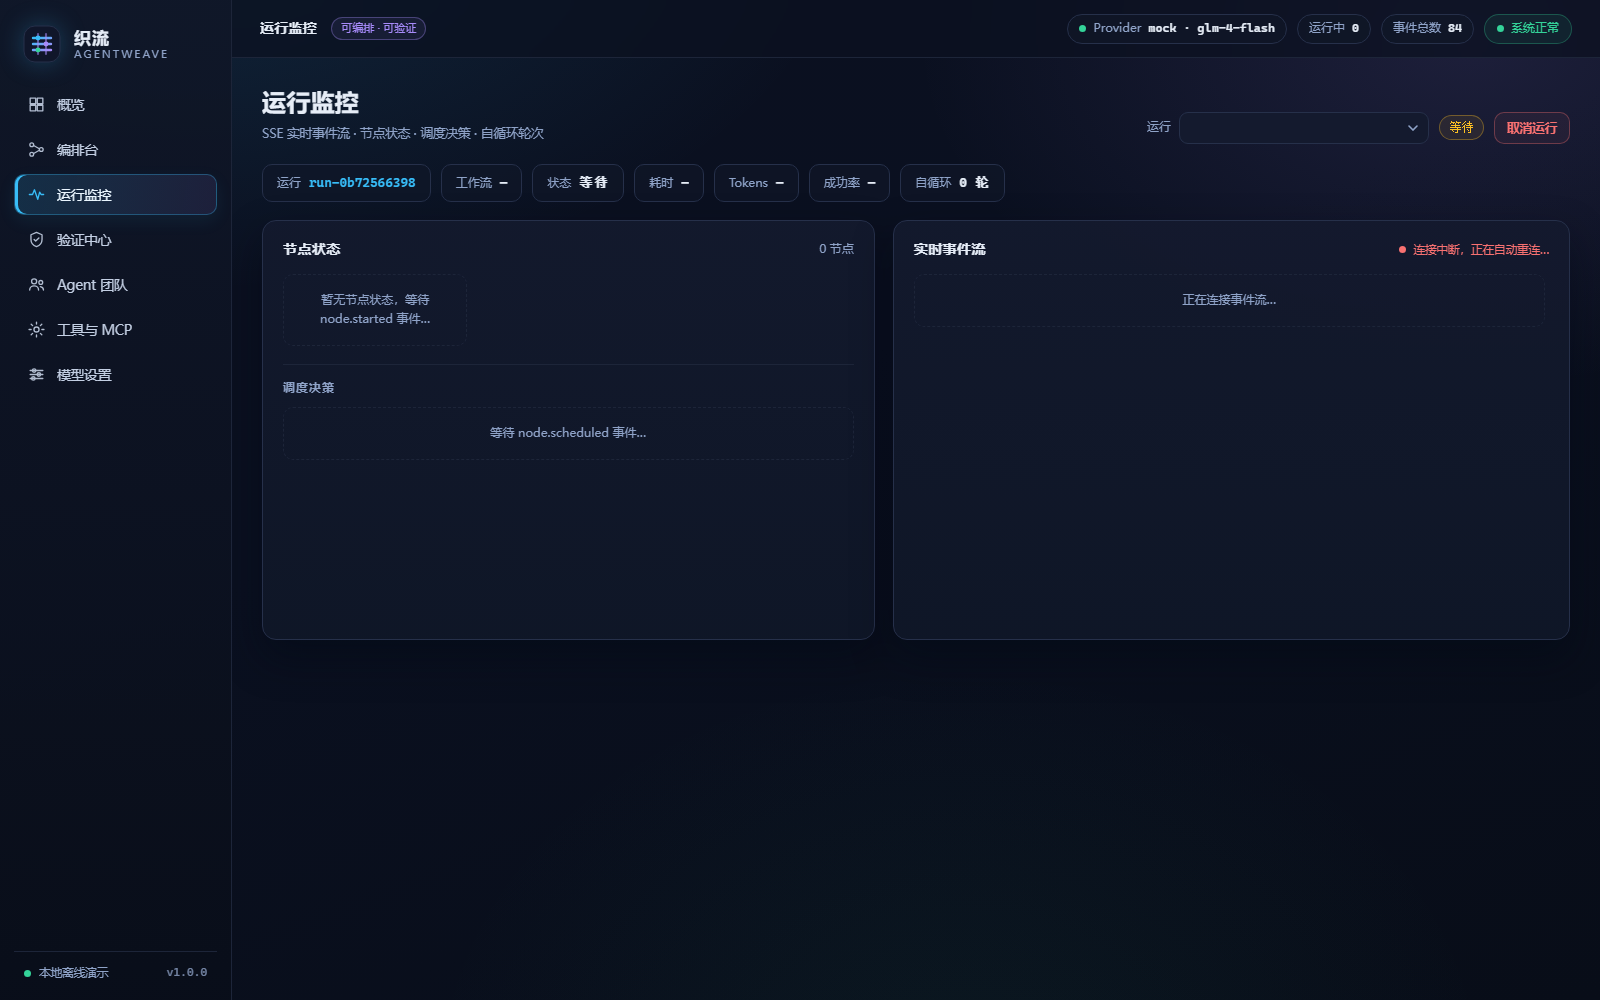 织流
AGENTWEAVE
概览
编排台
运行监控
验证中心
Agent 团队
工具与 MCP
模型设置
本地离线演示 v1.0.0
运行监控 可编排 · 可验证 Provider mock · glm-4-flash 运行中 0 事件总数 84 系统正常
运行监控
SSE 实时事件流 · 节点状态 · 调度决策 · 自循环轮次
运行 等待 取消运行
运行 run-0b72566398 工作流 — 状态 等待 耗时 — Tokens — 成功率 — 自循环 0 轮
节点状态 0 节点
暂无节点状态，等待
node.started 事件...
调度决策
等待 node.scheduled 事件...
实时事件流 连接中断，正在自动重连...
正在连接事件流...